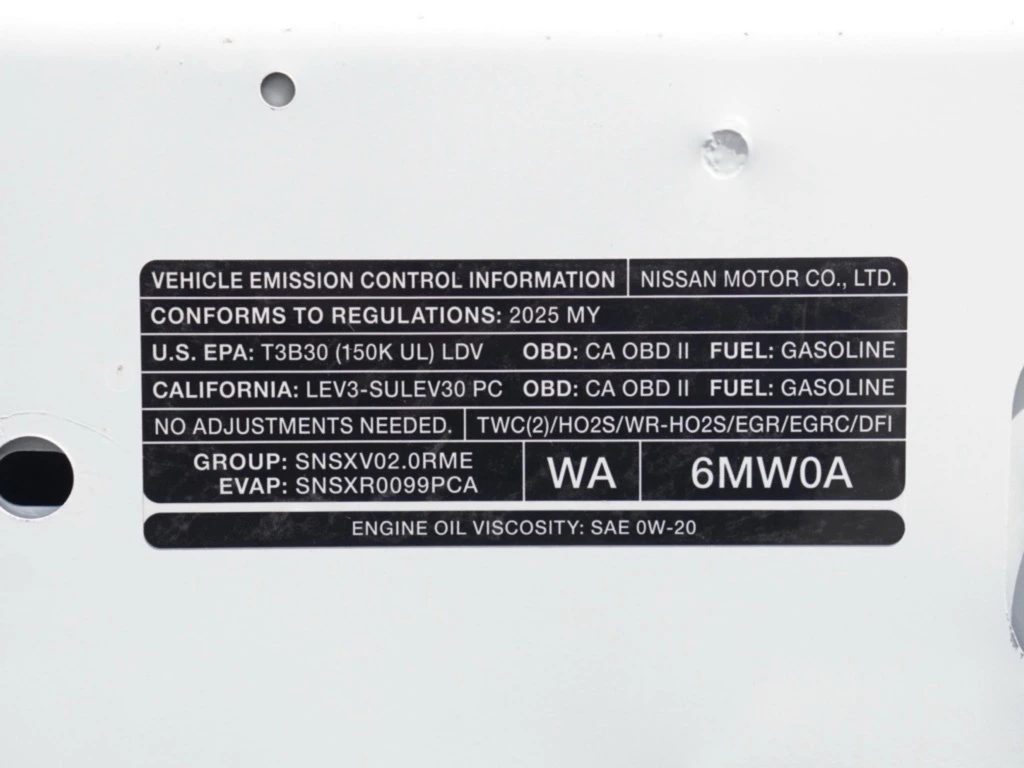 VEHICLE EMISSION CONTROL INFORMATION NISSAN MOTOR CO., LTD.
CONFORMS TO REGULATIONS: 2025 MY
U.S. EPA: T3B30 (150K UL) LDV OBD: CA OBD II FUEL: GASOLINE
CALIFORNIA: LEV3-SULEV30 PC OBD: CA OBD II FUEL: GASOLINE
NO ADJUSTMENTS NEEDED. TWC(2)/HO2S/WR-HO2S/EGR/EGRC/DFI
GROUP: SNSXV02.0RME
EVAP: SNSXR0099PCA
WA
6MW0A
ENGINE OIL VISCOSITY: SAE 0W-20